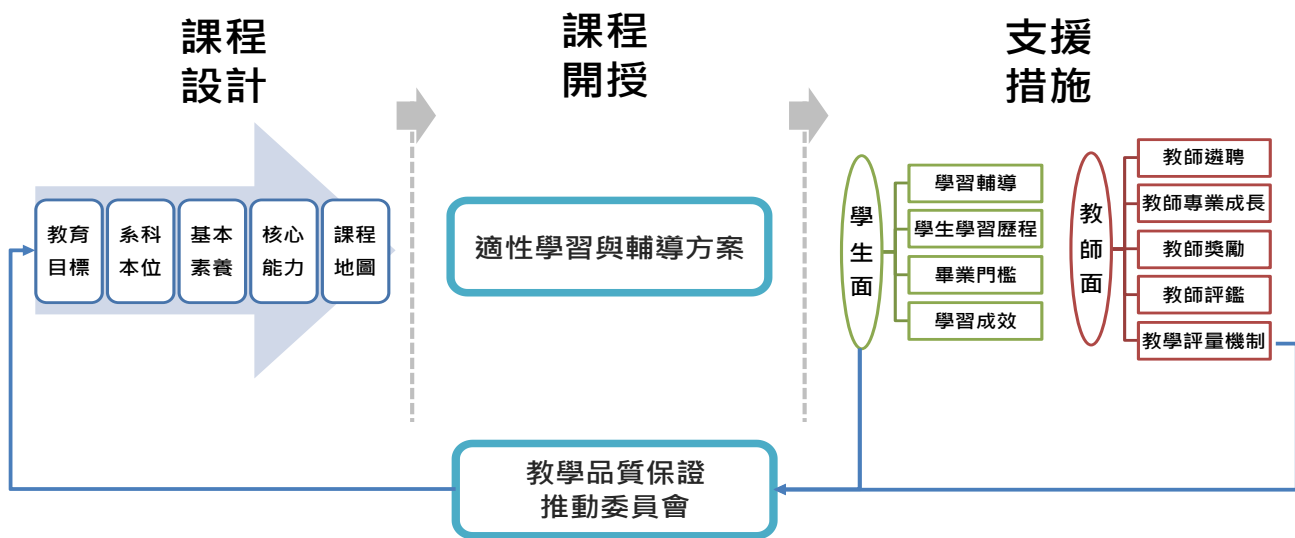 課程
設計
課程
開授
支援
措施
教育
目標
系科
本位
基本
素養
核心
能力
課程
地圖
適性學習與輔導方案
學
生
面
學習輔導
學生學習歷程
畢業門檻
學習成效
教
師
面
教師遴聘
教師專業成長
教師獎勵
教師評鑑
教學評量機制
教學品質保證
推動委員會